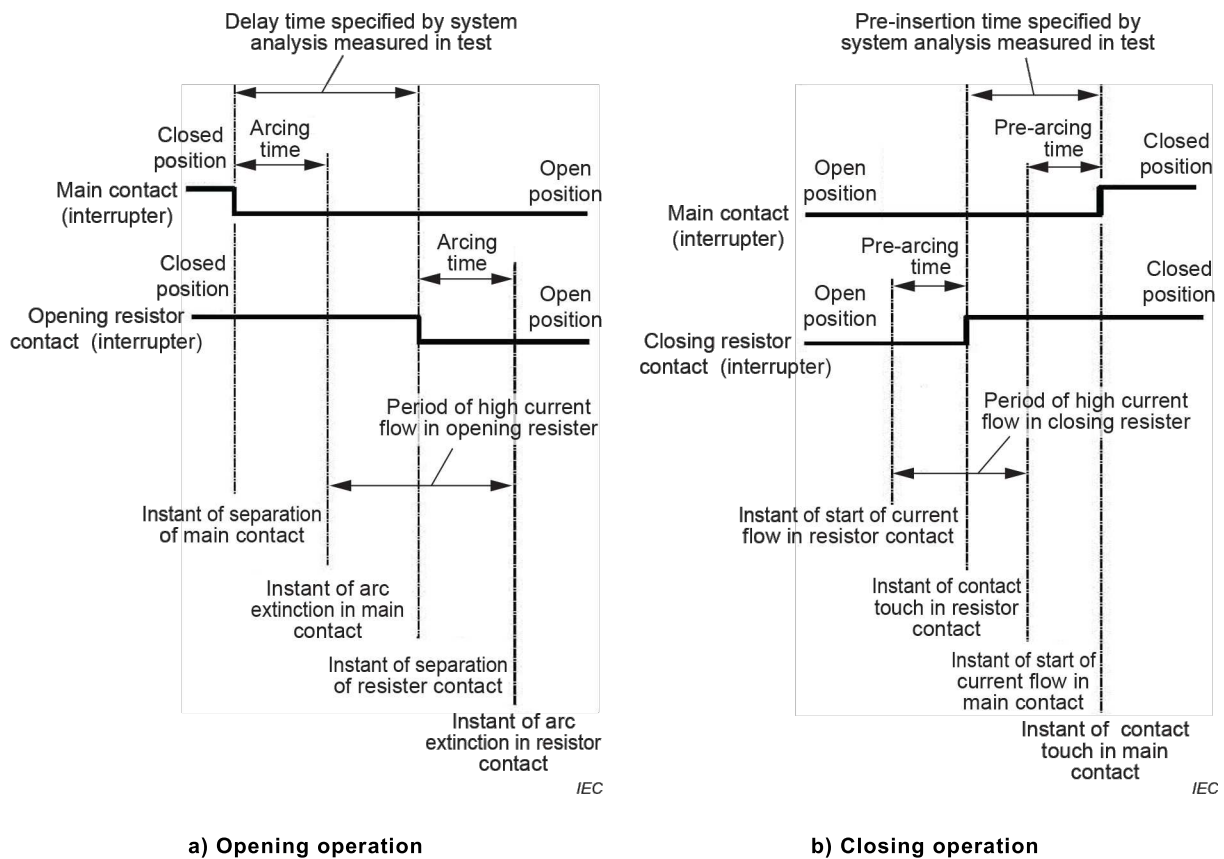 Delay time specified by system
analysis measured in test
Closed
position
Arcing
time
Open
position
Main contact
(interrupter)
Closed
position
Arcing
time
Open
position
Opening resistor
contact (interrupter)
Period of high current
flow in opening resister
Instant of separation
of main contact
Instant of arc
extinction in main
contact
Instant of separation
of resister contact
Instant of arc
extinction in resistor
contact
IEC
a) Opening operation
Pre-insertion time specified by
system analysis measured in test
Pre-arcing
time
Closed
position
Open
position
Main contact
(interrupter)
Pre-arcing
time
Closed
position
Open
position
Closing resistor
contact (interrupter)
Period of high current
flow in closing resister
Instant of start of current
flow in resistor contact
Instant of contact
touch in resistor
contact
Instant of start of
current flow in
main contact
Instant of contact
touch in main
contact
IEC
b) Closing operation